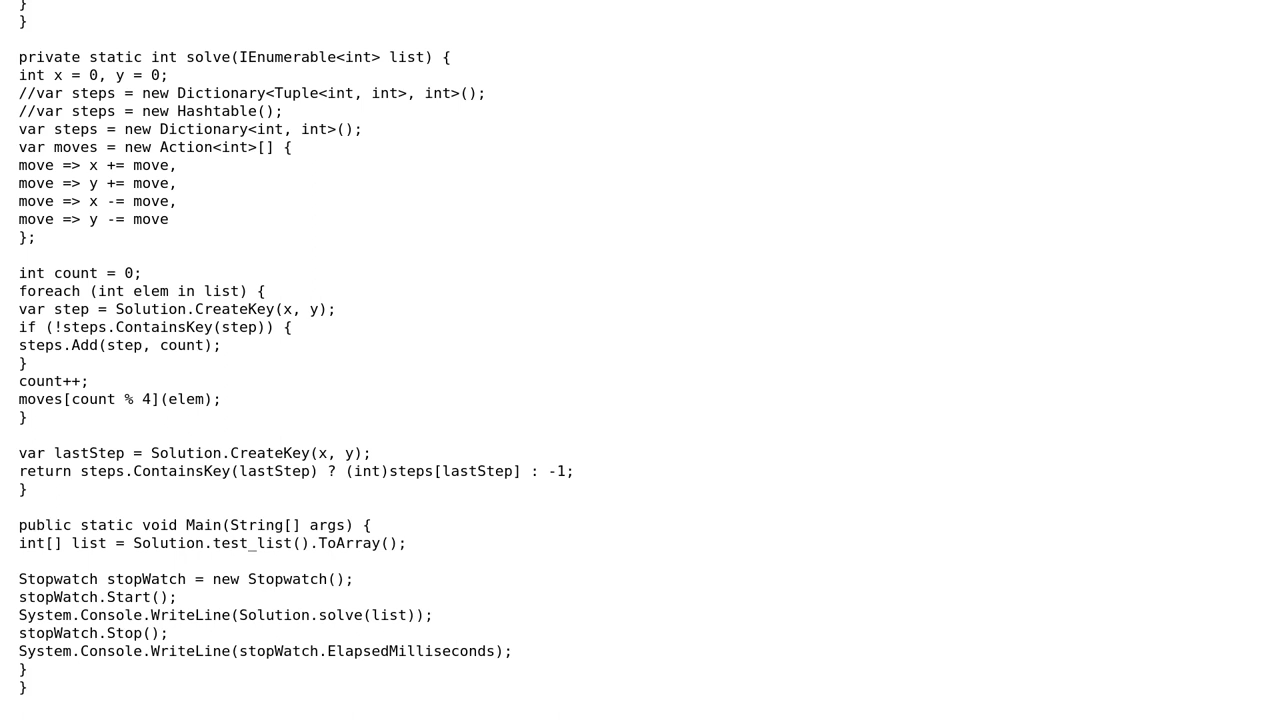 }
}
private static int solve(IEnumerable<int> list) {
int x = 0, y = 0;
//var steps = new Dictionary<Tuple<int, int>, int>();
//var steps = new Hashtable();
var steps = new Dictionary<int, int>();
var moves = new Action<int>[] {
move => x += move,
move => y += move,
move => x -= move,
move => y -= move
};
int count = 0;
foreach (int elem in list) {
var step = Solution.CreateKey(x, y);
if (!steps.ContainsKey(step)) {
steps.Add(step, count);
}
count++;
moves[count % 4](elem);
}
var lastStep = Solution.CreateKey(x, y);
return steps.ContainsKey(lastStep) ? (int)steps[lastStep] : -1;
}
public static void Main(String[] args) {
int[] list = Solution.test_list().ToArray();
Stopwatch stopWatch = new Stopwatch();
stopWatch.Start();
System.Console.WriteLine(Solution.solve(list));
stopWatch.Stop();
System.Console.WriteLine(stopWatch.ElapsedMilliseconds);
}
}